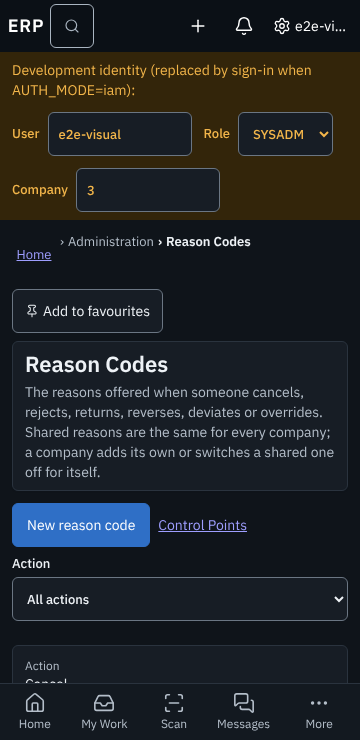 ERP
e2e-vi...
Development identity (replaced by sign-in when
AUTH_MODE=iam):
User e2e-visual Role SYSADM
Company 3
Home › Administration › Reason Codes
Add to favourites
Reason Codes
The reasons offered when someone cancels,
rejects, returns, reverses, deviates or overrides.
Shared reasons are the same for every company;
a company adds its own or switches a shared one
off for itself.
New reason code Control Points
Action
All actions
Action
Cancel
Home My Work Scan Messages More